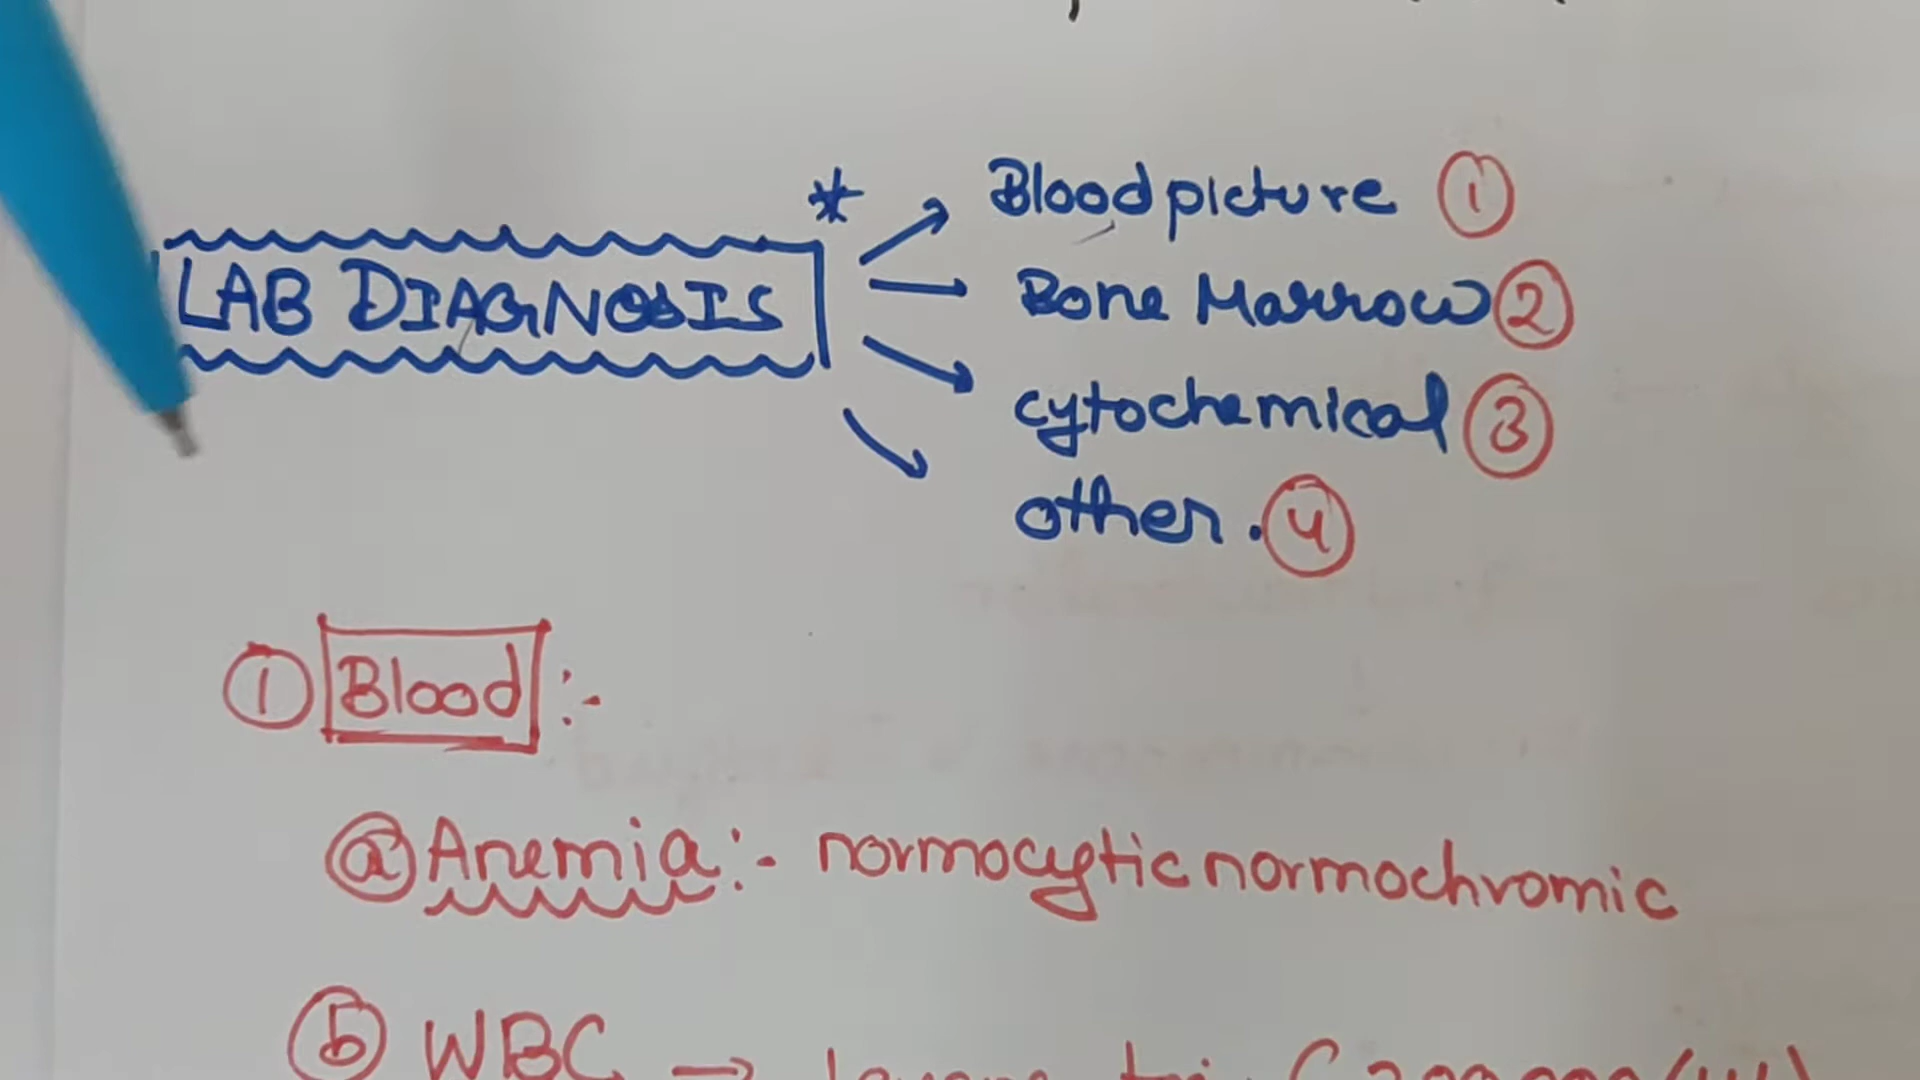 * Blood picture ①
LAB DIAGNOSIS
Bone Marrow ②
cytochemical ③
other. ④
① Blood :-
ⓐ Anemia :- normocytic normochromic
ⓑ WBC →